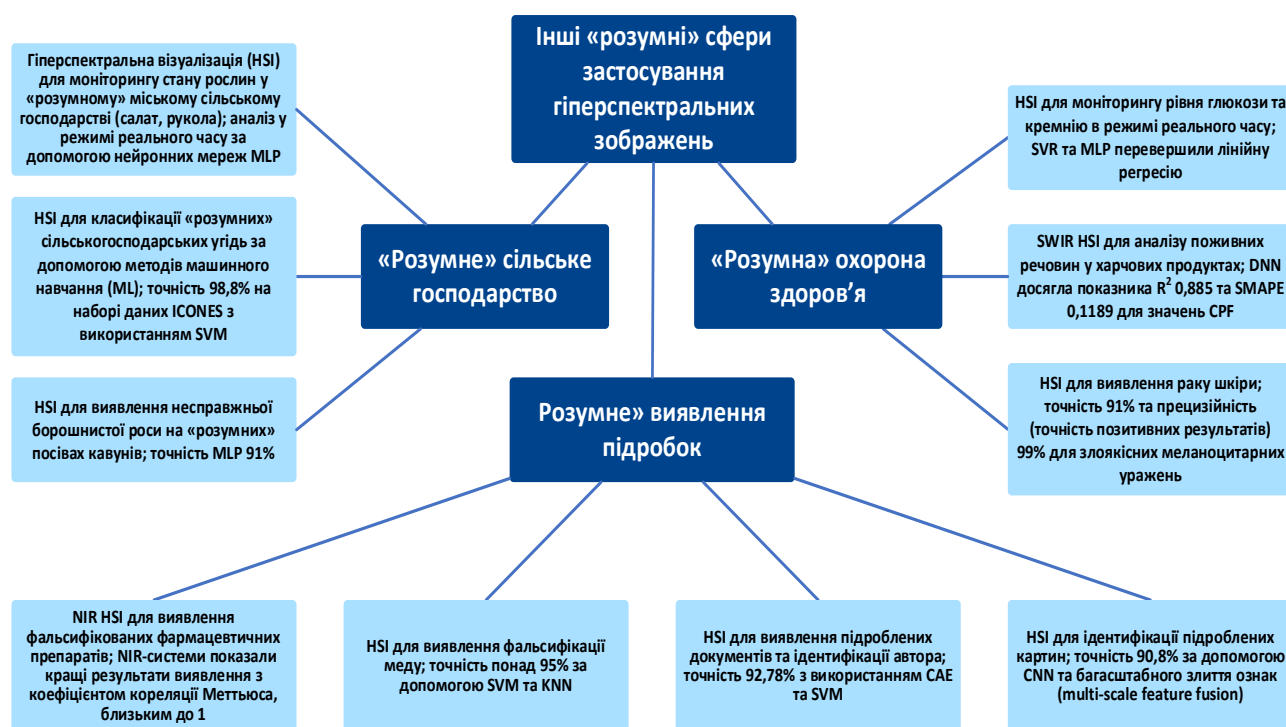 Інші «розумні» сфери
застосування
гіперспектральних
зображень
Гіперспектральна візуалізація (HSI)
для моніторингу стану рослин у
«розумному» міському сільському
господарстві (салат, рукола); аналіз у
режимі реального часу за
допомогою нейронних мереж MLP
HSI для класифікації «розумних»
сільськогосподарських угідь за
допомогою методів машинного
навчання (ML); точність 98,8% на
наборі даних ICONES з
використанням SVM
HSI для виявлення несправжньої
борошнистої роси на «розумних»
посівах кавунів; точність MLP 91%
«Розумне» сільське
господарство
«Розумна» охорона
здоров’я
HSI для моніторингу рівня глюкози та
кремнію в режимі реального часу;
SVR та MLP перевершили лінійну
регресію
SWIR HSI для аналізу поживних
речовин у харчових продуктах; DNN
досягла показника R² 0,885 та SMAPE
0,1189 для значень CPF
HSI для виявлення раку шкіри;
точність 91% та прецизійність
(точність позитивних результатів)
99% для злоякісних меланоцитарних
уражень
Розумне» виявлення
підробок
NIR HSI для виявлення
фальсифікованих фармацевтичних
препаратів; NIR-системи показали
кращі результати виявлення з
коефіцієнтом кореляції Меттьюса,
близьким до 1
HSI для виявлення фальсифікації
меду; точність понад 95% за
допомогою SVM та KNN
HSI для виявлення підроблених
документів та ідентифікації автора;
точність 92,78% з використанням CAE
та SVM
HSI для ідентифікації підроблених
картин; точність 90,8% за допомогою
CNN та багасштабного злиття ознак
(multi-scale feature fusion)